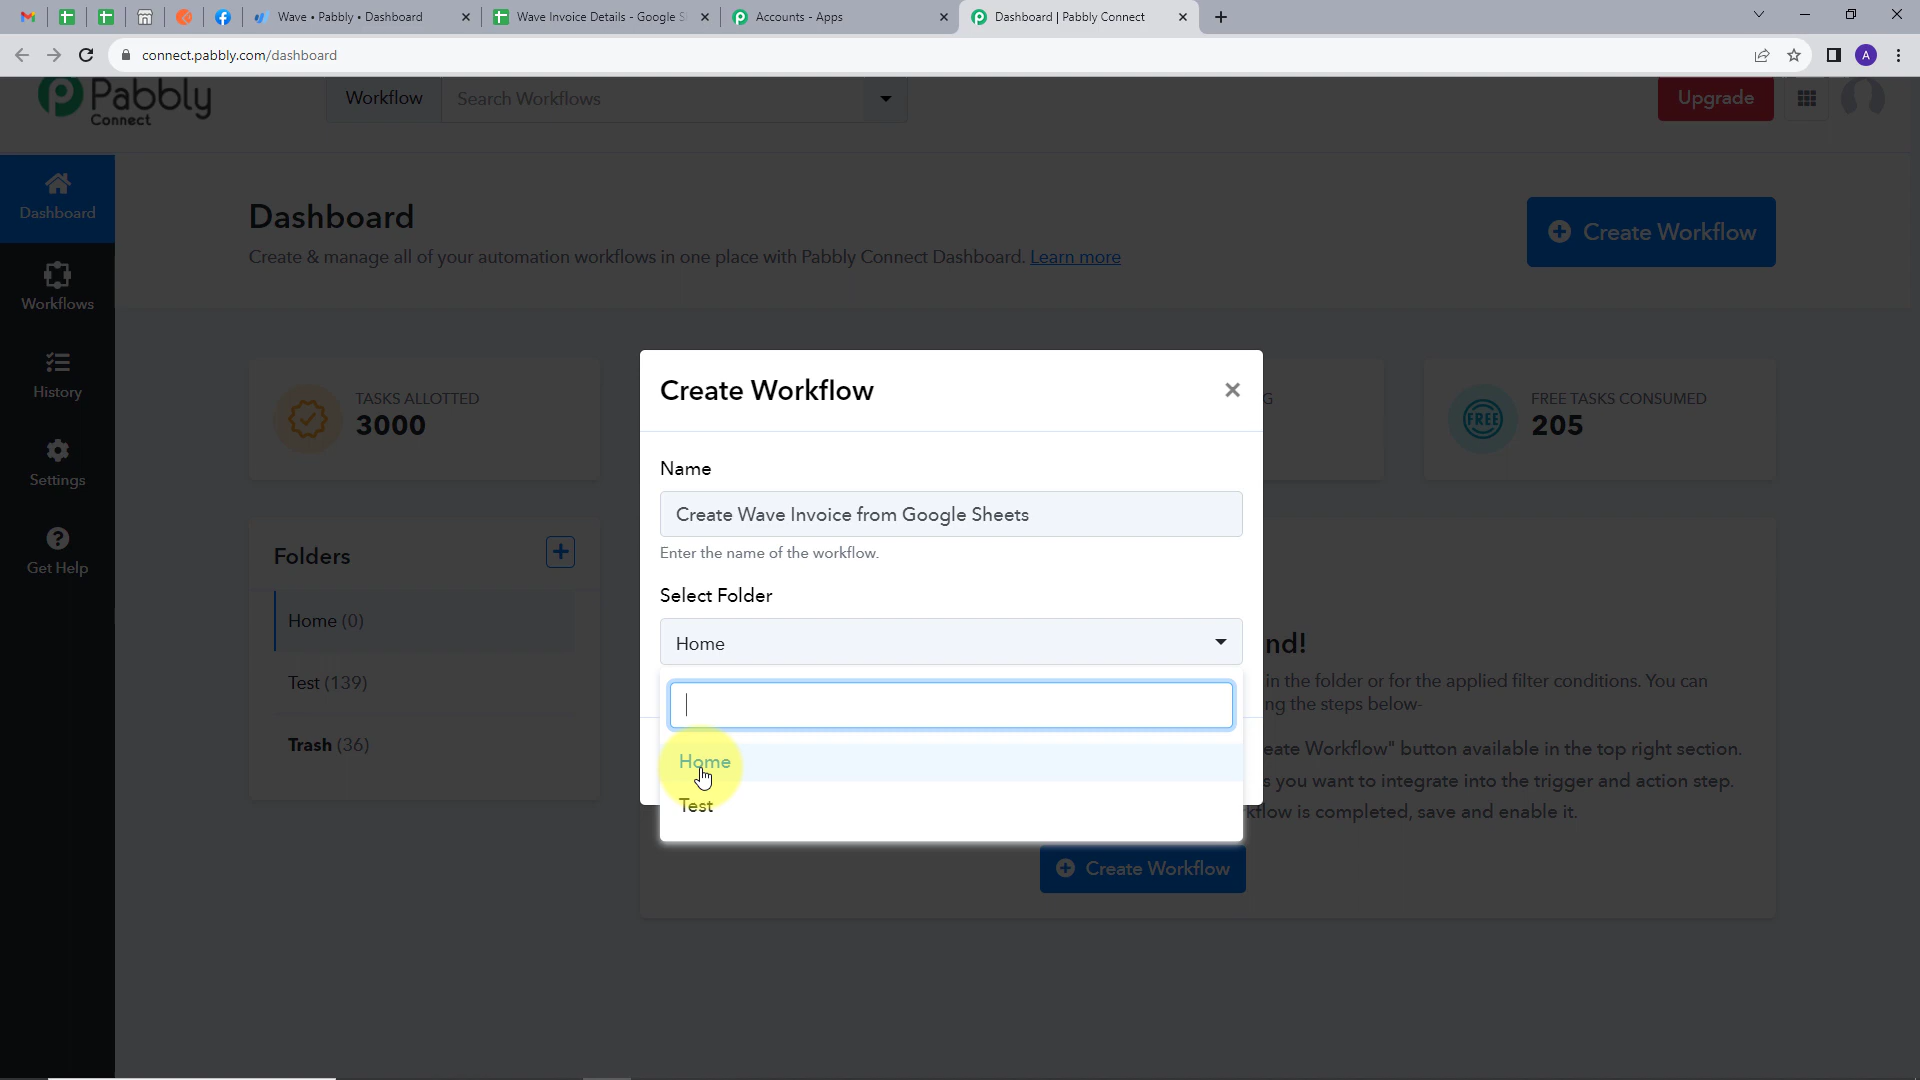 Wave • Pabbly • Dashboard
Wave Invoice Details - Google S
Accounts - Apps
Dashboard | Pabbly Connect
connect.pabbly.com/dashboard
A
Pabbly
Connect
Workflow
Search Workflows
Upgrade
Dashboard
Workflows
History
Settings
Get Help
Dashboard
Create & manage all of your automation workflows in one place with Pabbly Connect Dashboard. Learn more
Create Workflow
TASKS ALLOTTED
3000
G
FREE
FREE TASKS CONSUMED
205
Folders
Home (0)
Test (139)
Trash (36)
Create Workflow
Name
Create Wave Invoice from Google Sheets
Enter the name of the workflow.
Select Folder
Home
Home
Test
nd!
in the folder or for the applied filter conditions. You can
ng the steps below-
eate Workflow" button available in the top right section.
s you want to integrate into the trigger and action step.
kflow is completed, save and enable it.
Create Workflow